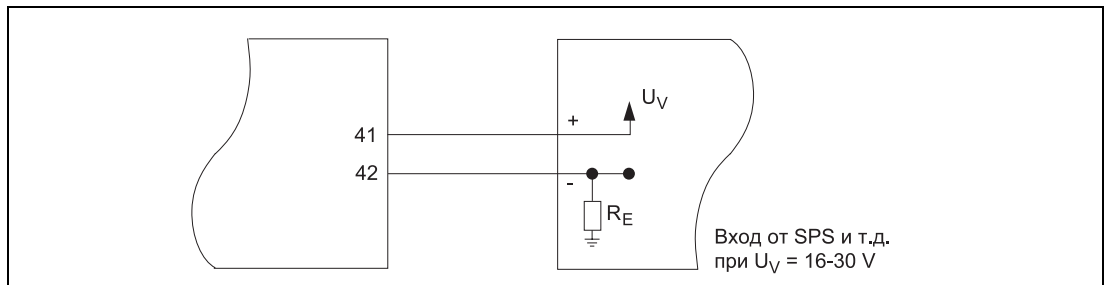 U_V
+
41
42
-
R_E
Вход от SPS и т.д.
при U_V = 16-30 V